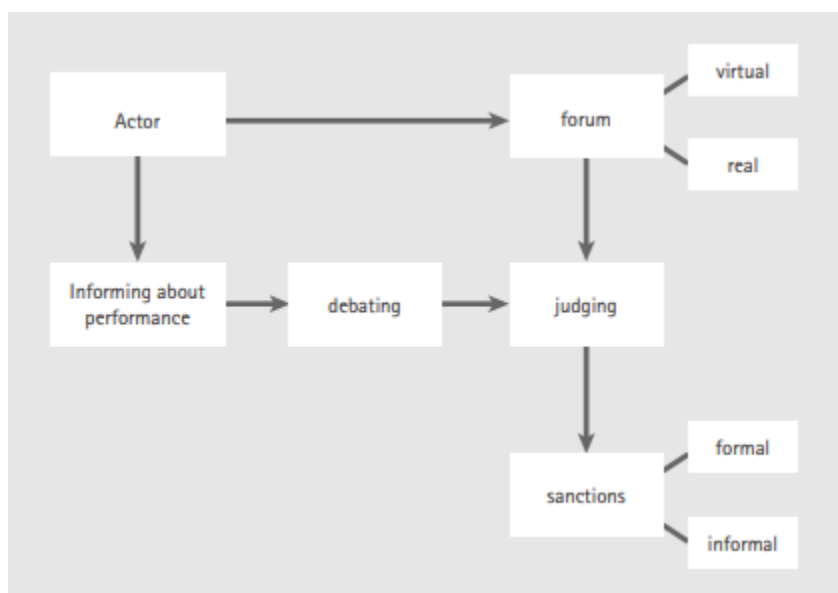 Actor
forum
virtual
real
Informing about
performance
debating
judging
sanctions
formal
informal